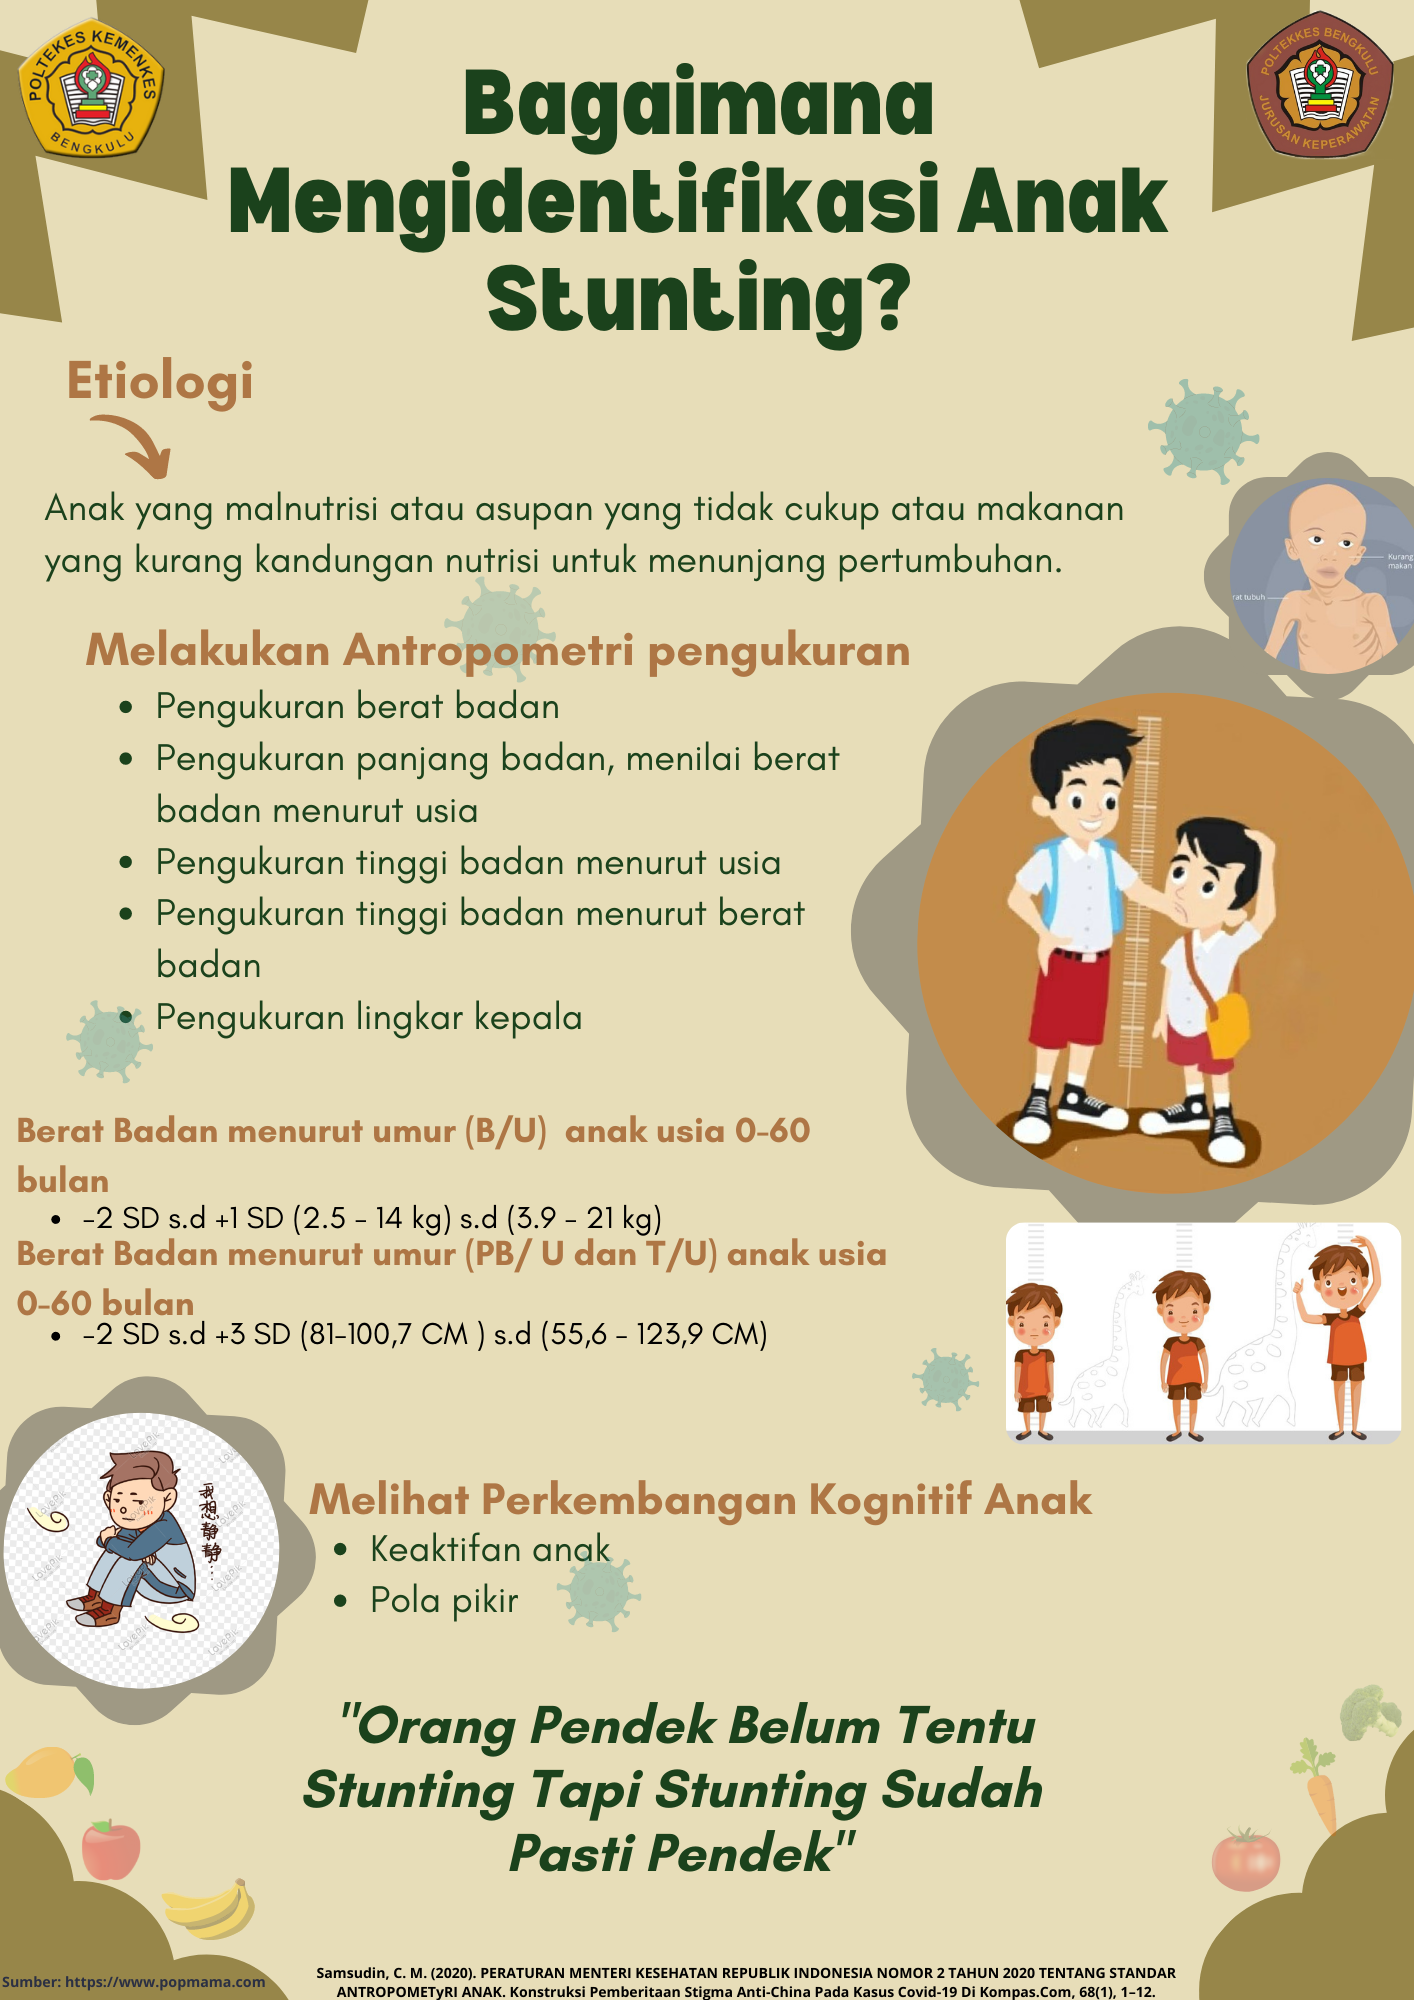 POLTEKES KEMENKES
BENGKULU
POLTEKKES BENGKULU
JURUSAN KEPERAWATAN
Bagaimana
Mengidentifikasi Anak
Stunting?
Etiologi
Anak yang malnutrisi atau asupan yang tidak cukup atau makanan
yang kurang kandungan nutrisi untuk menunjang pertumbuhan.
Kurang
makan
rat tubuh
Melakukan Antropometri pengukuran
• Pengukuran berat badan
• Pengukuran panjang badan, menilai berat
badan menurut usia
• Pengukuran tinggi badan menurut usia
• Pengukuran tinggi badan menurut berat
badan
• Pengukuran lingkar kepala
Berat Badan menurut umur (B/U) anak usia 0-60
bulan
• -2 SD s.d +1 SD (2.5 - 14 kg) s.d (3.9 - 21 kg)
Berat Badan menurut umur (PB/ U dan T/U) anak usia
0-60 bulan
• -2 SD s.d +3 SD (81-100,7 CM ) s.d (55,6 - 123,9 CM)
我想静静...
Melihat Perkembangan Kognitif Anak
• Keaktifan anak
• Pola pikir
"Orang Pendek Belum Tentu
Stunting Tapi Stunting Sudah
Pasti Pendek"
Sumber: https://www.popmama.com
Samsudin, C. M. (2020). PERATURAN MENTERI KESEHATAN REPUBLIK INDONESIA NOMOR 2 TAHUN 2020 TENTANG STANDAR
ANTROPOMETyRI ANAK. Konstruksi Pemberitaan Stigma Anti-China Pada Kasus Covid-19 Di Kompas.Com, 68(1), 1–12.